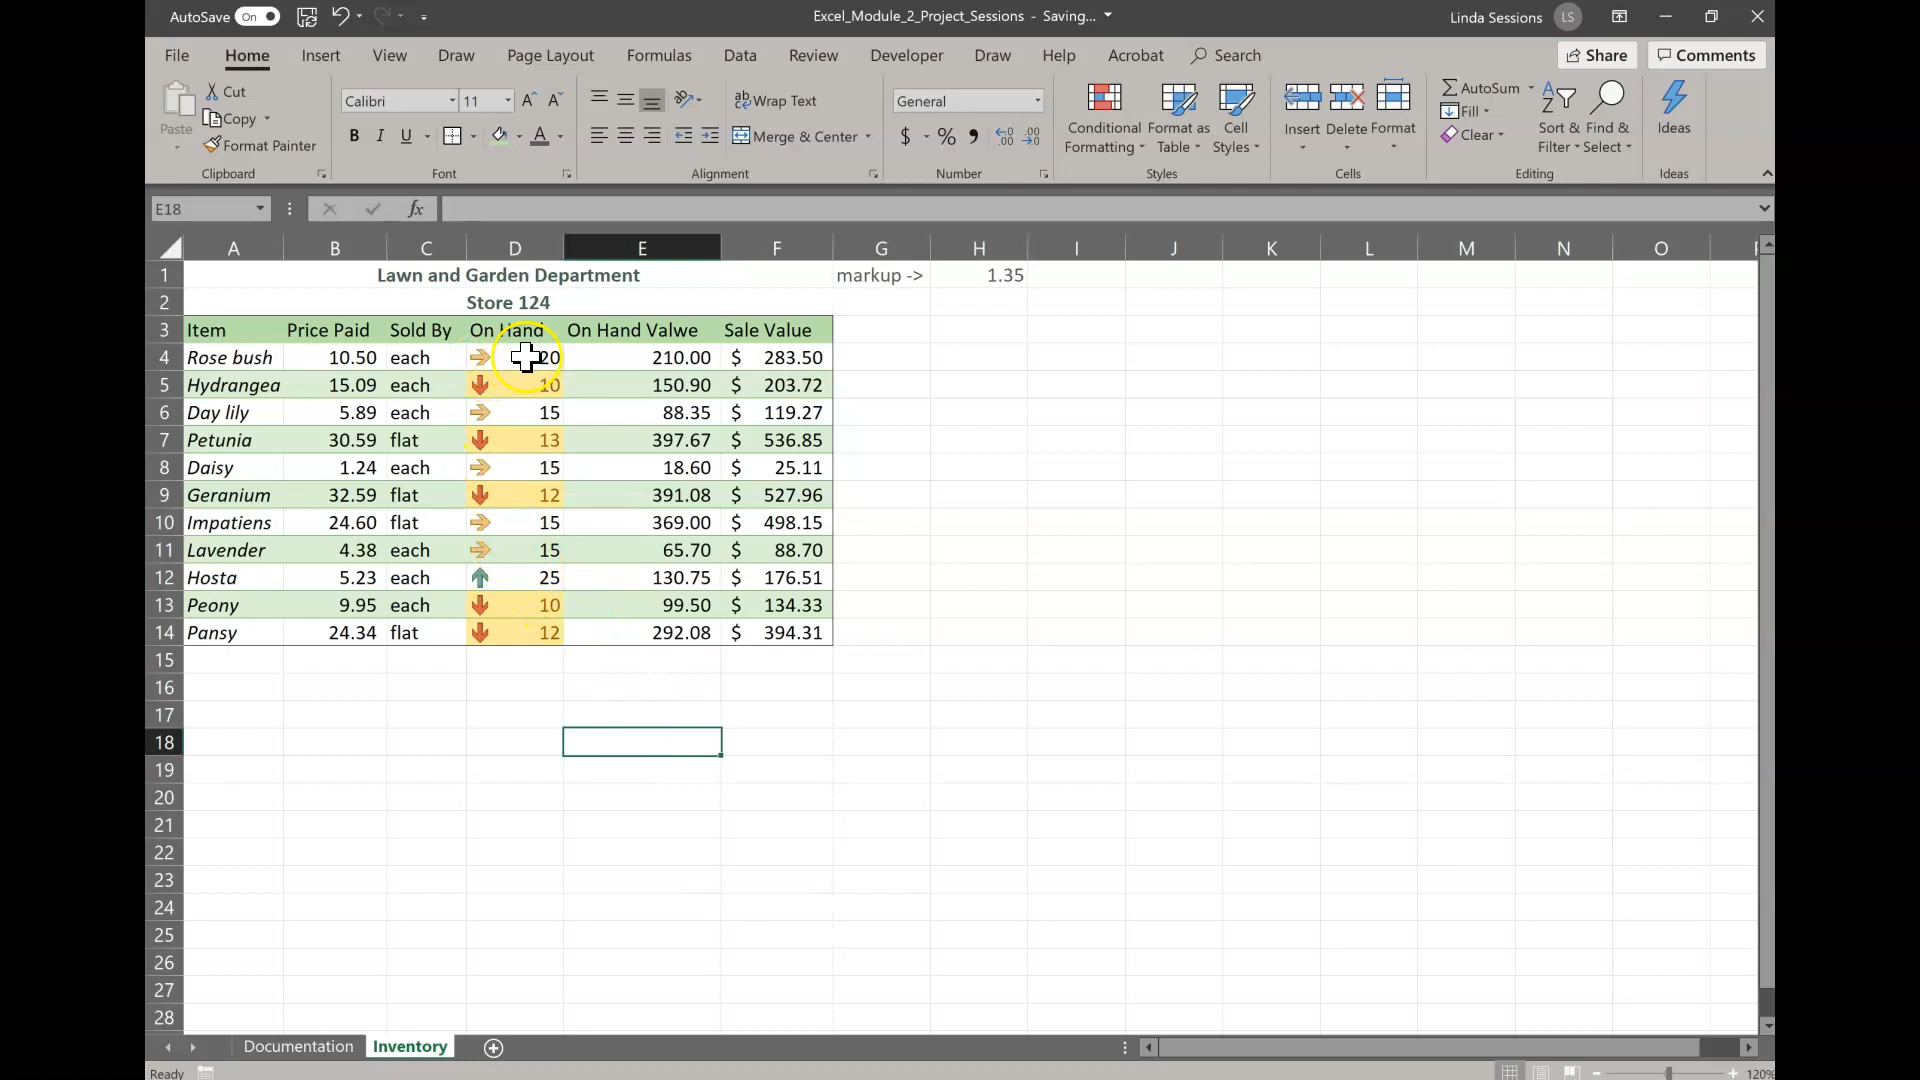 AutoSave On Excel_Module_2_Project_Sessions - Saving... Linda Sessions LS
File Home Insert View Draw Page Layout Formulas Data Review Developer Draw Help Acrobat Search Share Comments
Paste Cut Copy Format Painter Clipboard
Calibri 11 B I U A Font
ab Wrap Text Merge & Center Alignment
General $ % , Number
Conditional Formatting Format as Table Cell Styles Styles
Insert Delete Format Cells
AutoSum Fill Clear Sort & Filter Find & Select Editing
Ideas Ideas
E18 fx
A B C D E F G H I J K L M N O
1 Lawn and Garden Department markup -> 1.35
2 Store 124
3 Item Price Paid Sold By On Hand On Hand Valwe Sale Value
4 Rose bush 10.50 each 20 210.00 $ 283.50
5 Hydrangea 15.09 each 10 150.90 $ 203.72
6 Day lily 5.89 each 15 88.35 $ 119.27
7 Petunia 30.59 flat 13 397.67 $ 536.85
8 Daisy 1.24 each 15 18.60 $ 25.11
9 Geranium 32.59 flat 12 391.08 $ 527.96
10 Impatiens 24.60 flat 15 369.00 $ 498.15
11 Lavender 4.38 each 15 65.70 $ 88.70
12 Hosta 5.23 each 25 130.75 $ 176.51
13 Peony 9.95 each 10 99.50 $ 134.33
14 Pansy 24.34 flat 12 292.08 $ 394.31
15
16
17
18
19
20
21
22
23
24
25
26
27
28
Documentation Inventory
Ready 120%